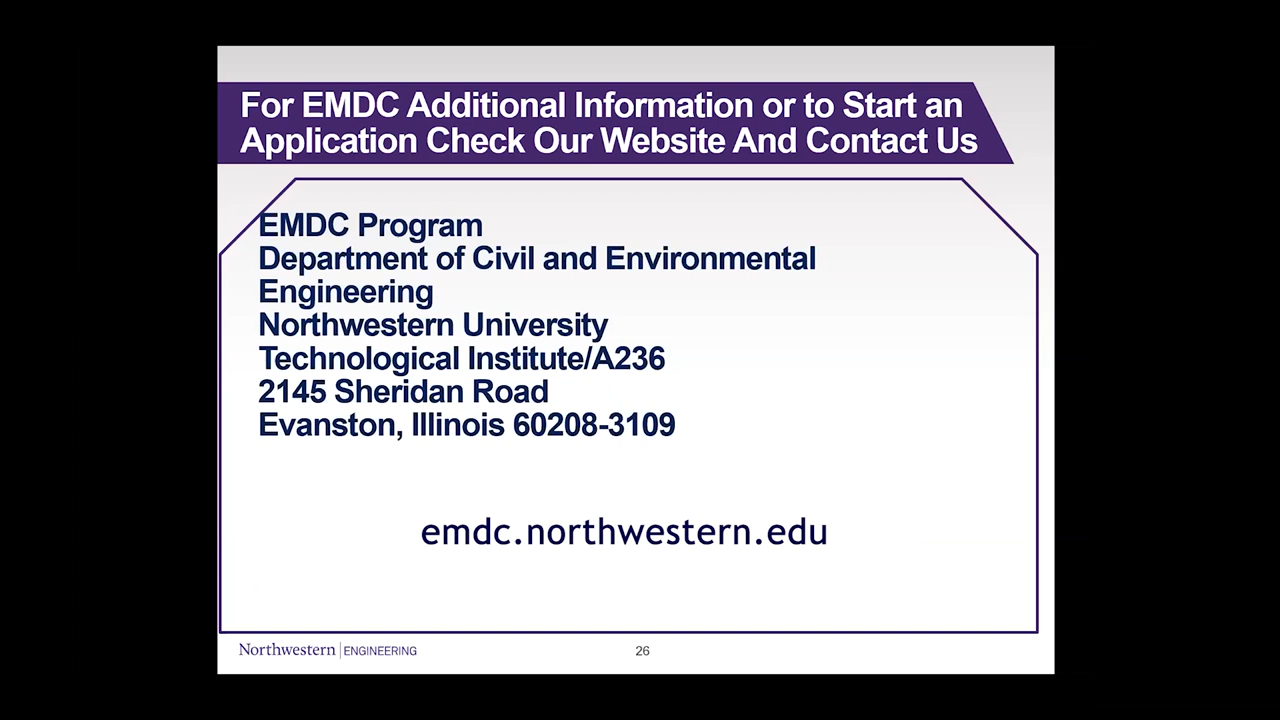 For EMDC Additional Information or to Start an
Application Check Our Website And Contact Us
EMDC Program
Department of Civil and Environmental
Engineering
Northwestern University
Technological Institute/A236
2145 Sheridan Road
Evanston, Illinois 60208-3109
emdc.northwestern.edu
Northwestern | ENGINEERING
26